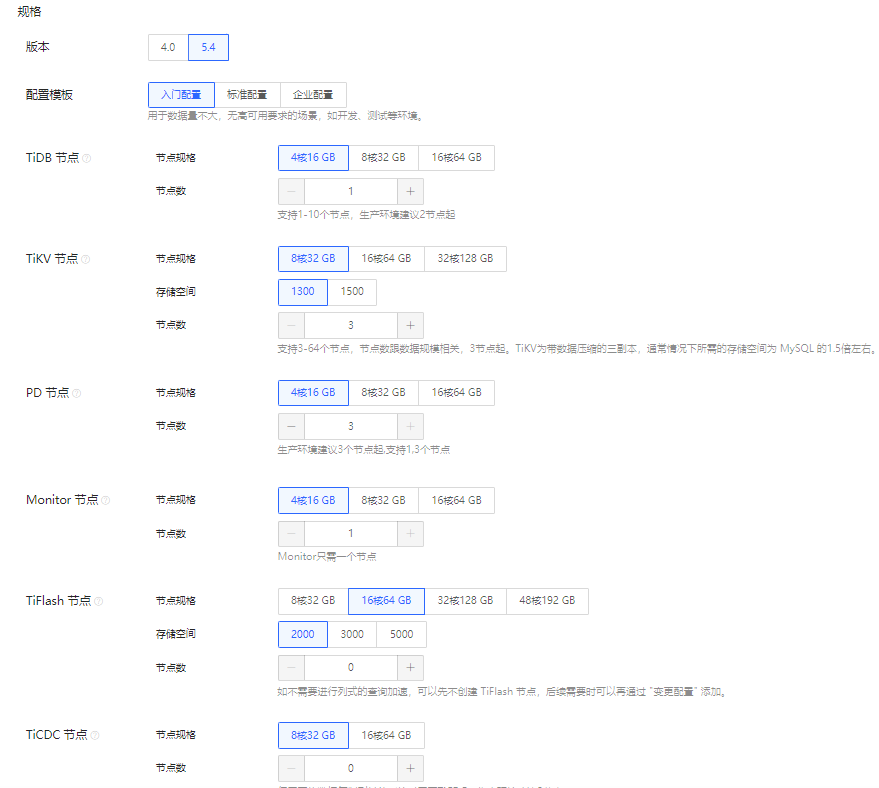 规格
版本 4.0 5.4
配置模板 入门配置 标准配置 企业配置
用于数据量不大，无高可用要求的场景，如开发、测试等环境。
TiDB 节点 节点规格 4核16 GB 8核32 GB 16核64 GB
节点数 — 1 +
支持1-10个节点，生产环境建议2节点起
TiKV 节点 节点规格 8核32 GB 16核64 GB 32核128 GB
存储空间 1300 1500
节点数 — 3 +
支持3-64个节点，节点数跟数据规模相关，3节点起。TiKV为带数据压缩的三副本，通常情况下所需的存储空间为 MySQL 的1.5倍左右。
PD 节点 节点规格 4核16 GB 8核32 GB 16核64 GB
节点数 — 3 +
生产环境建议3个节点起,支持1,3个节点
Monitor 节点 节点规格 4核16 GB 8核32 GB 16核64 GB
节点数 — 1 +
Monitor只需一个节点
TiFlash 节点 节点规格 8核32 GB 16核64 GB 32核128 GB 48核192 GB
存储空间 2000 3000 5000
节点数 — 0 +
如不需要进行列式的查询加速，可以先不创建 TiFlash 节点，后续需要时可以再通过 "变更配置" 添加。
TiCDC 节点 节点规格 8核32 GB 16核64 GB
节点数 — 0 +